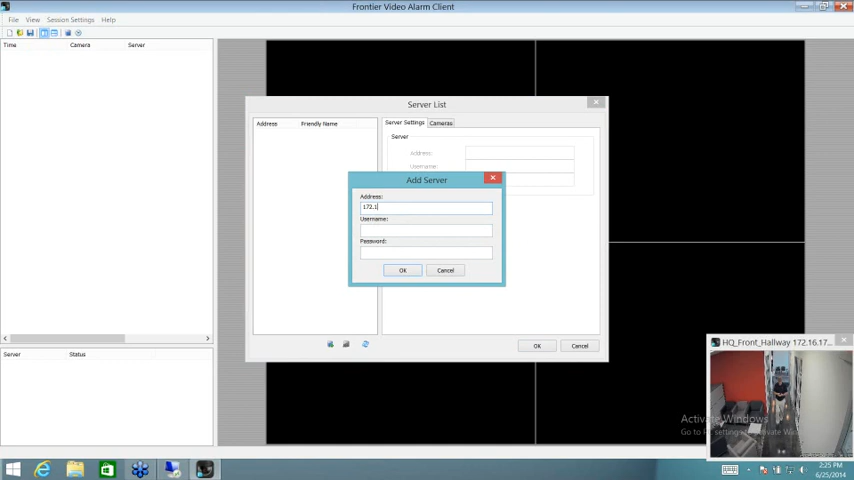 Frontier Video Alarm Client
File View Session Settings Help
Time Camera Server
Server List
Address Friendly Name
Server Settings Cameras
Server
Address:
Username:
Add Server
Address:
172.1
Username:
Password:
OK Cancel
OK Cancel
Server Status
HQ_Front_Hallway 172.16.17...
Activate Windows
2:25 PM
6/25/2014